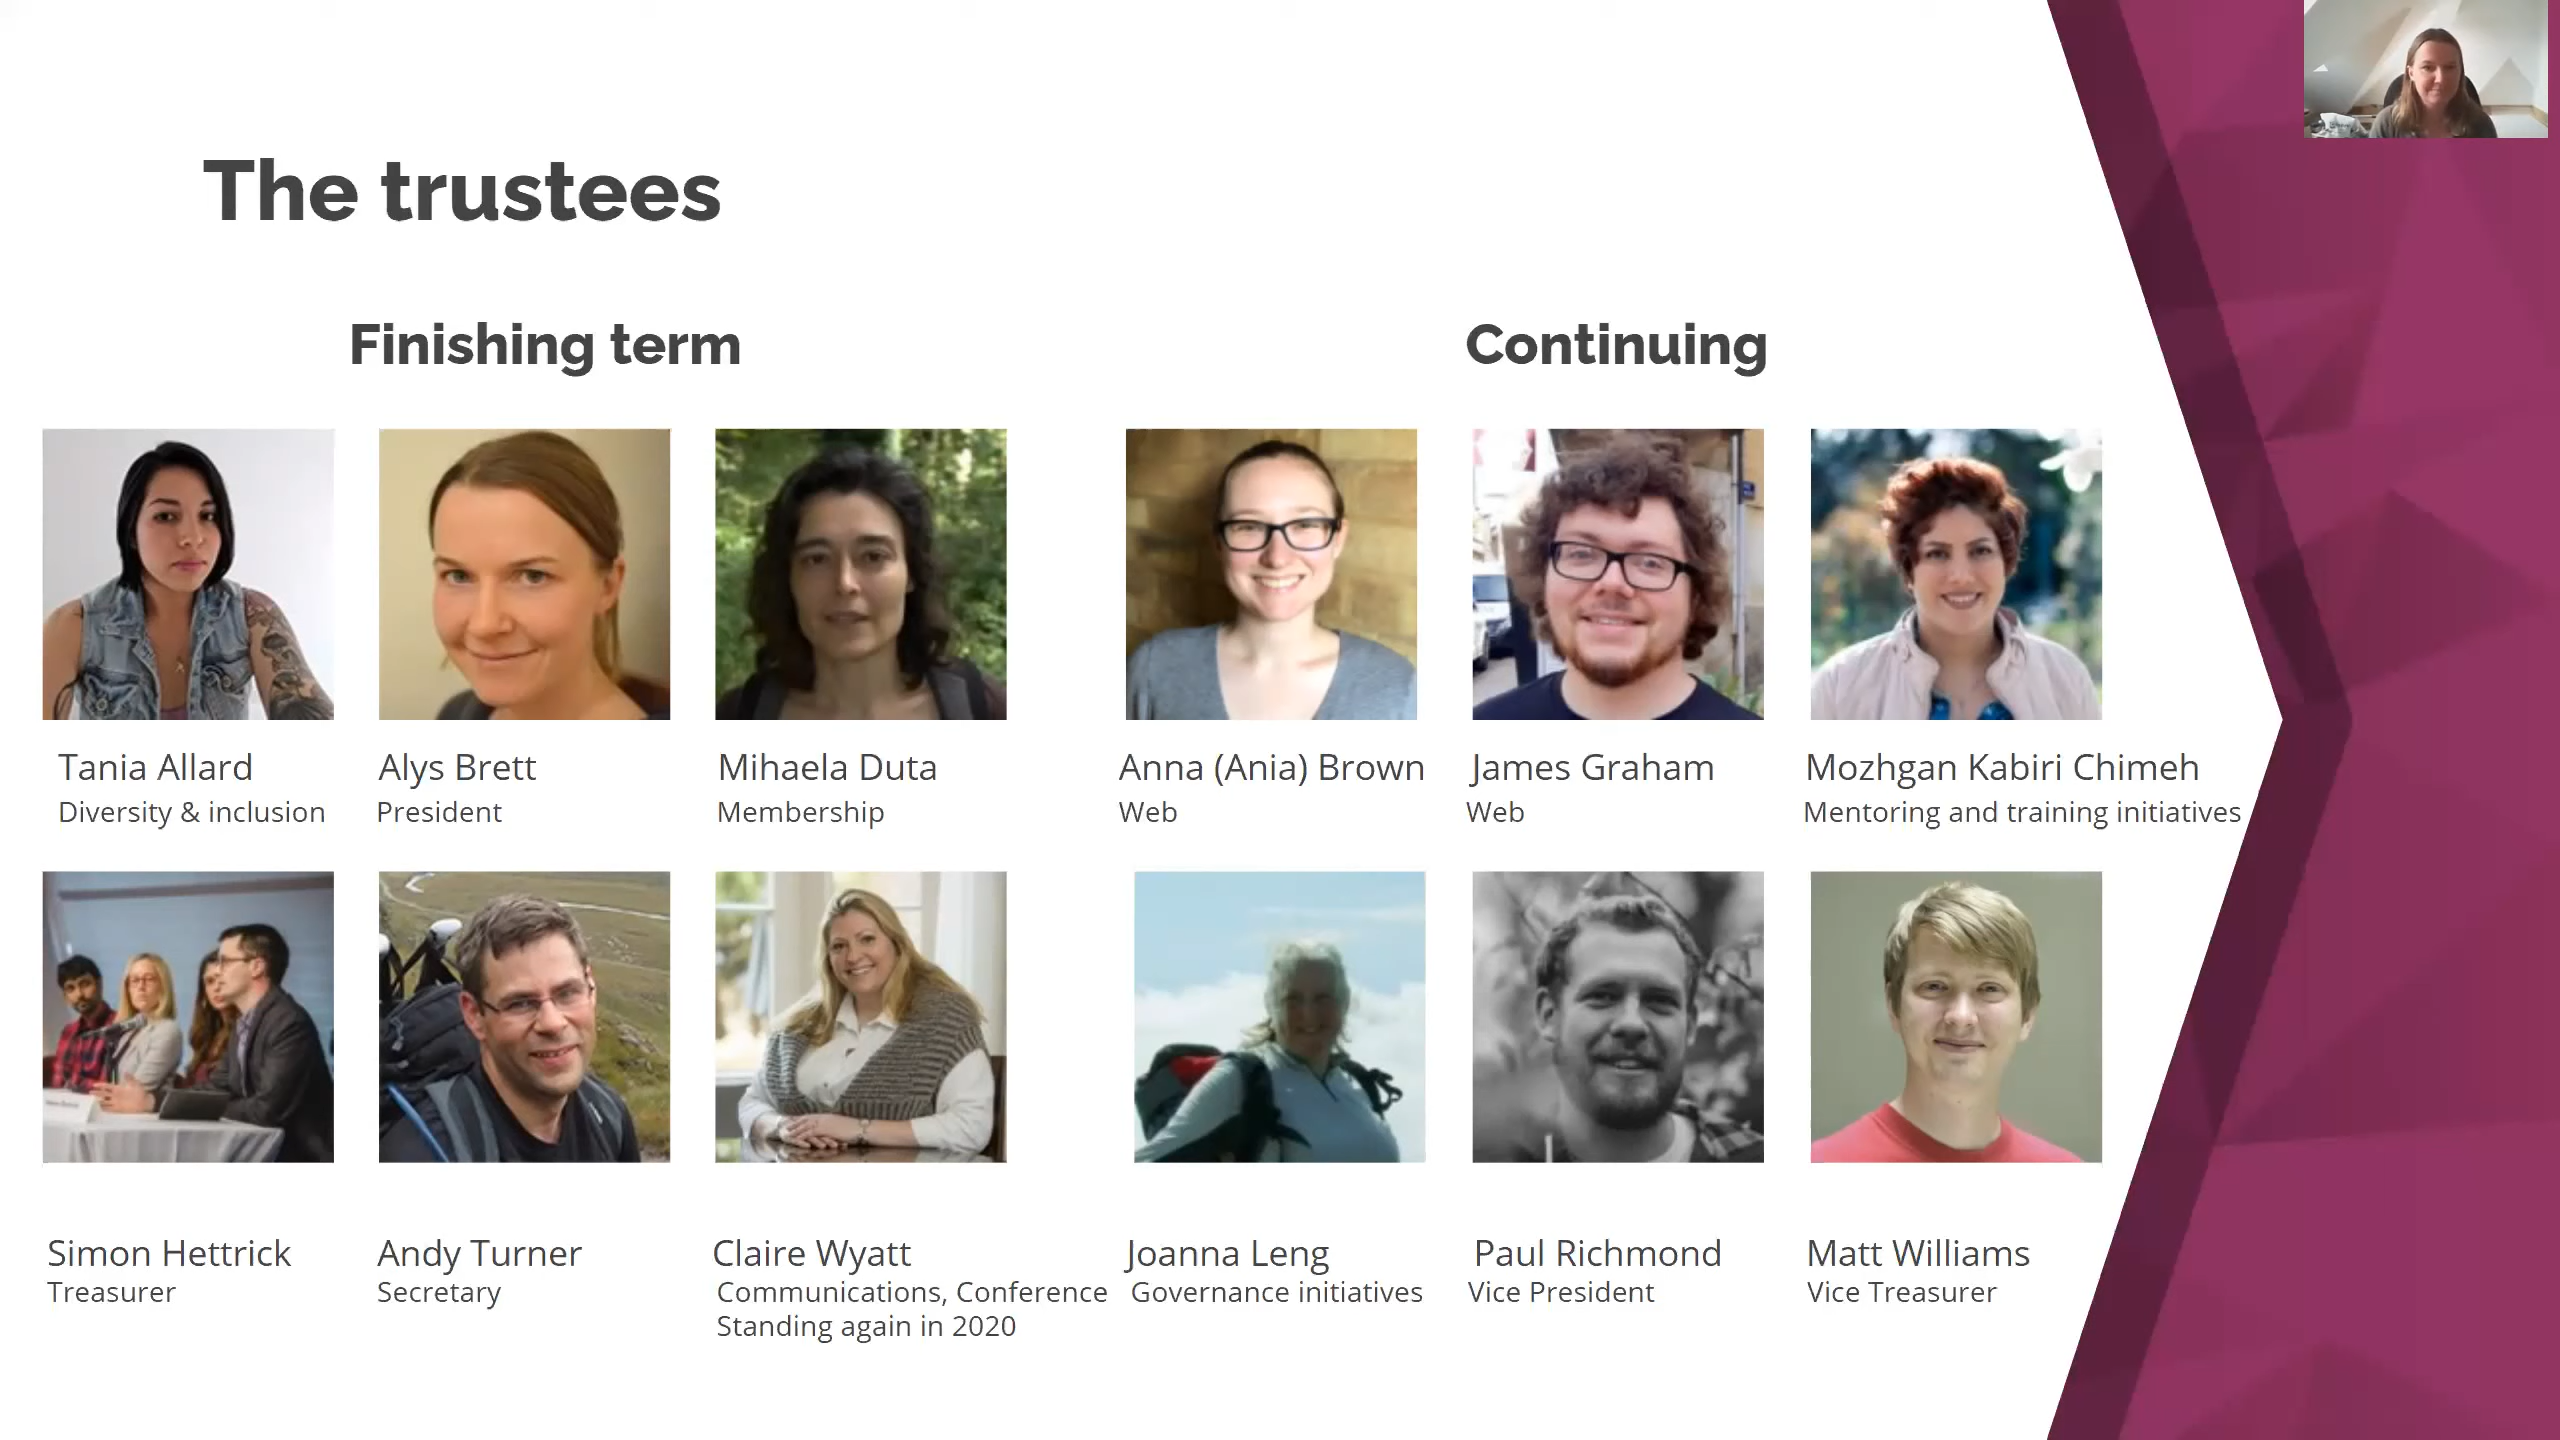 The trustees
Finishing term
Continuing
Tania Allard
Diversity & inclusion
Alys Brett
President
Mihaela Duta
Membership
Anna (Ania) Brown
Web
James Graham
Web
Mozhgan Kabiri Chimeh
Mentoring and training initiatives
Simon Hettrick
Treasurer
Andy Turner
Secretary
Claire Wyatt
Communications, Conference
Standing again in 2020
Joanna Leng
Governance initiatives
Paul Richmond
Vice President
Matt Williams
Vice Treasurer